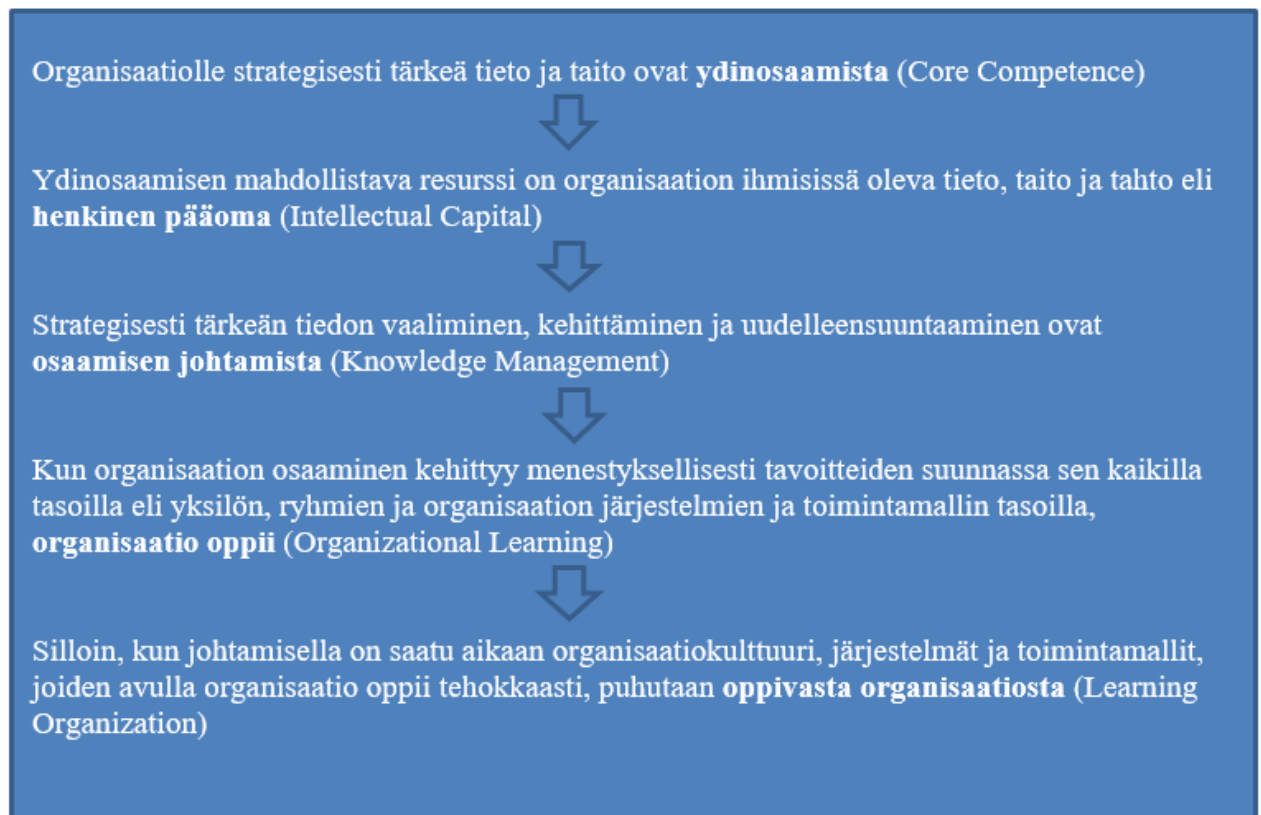 Organisaatiolle strategisesti tärkeä tieto ja taito ovat ydinosaamista (Core Competence)
Ydinosaamisen mahdollistava resurssi on organisaation ihmisissä oleva tieto, taito ja tahto eli
henkinen pääoma (Intellectual Capital)
Strategisesti tärkeän tiedon vaaliminen, kehittäminen ja uudelleensuuntaaminen ovat
osaamisen johtamista (Knowledge Management)
Kun organisaation osaaminen kehittyy menestyksellisesti tavoitteiden suunnassa sen kaikilla
tasoilla eli yksilön, ryhmien ja organisaation järjestelmien ja toimintamallin tasoilla,
organisaatio oppii (Organizational Learning)
Silloin, kun johtamisella on saatu aikaan organisaatiokulttuuri, järjestelmät ja toimintamallit,
joiden avulla organisaatio oppii tehokkaasti, puhutaan oppivasta organisaatiosta (Learning
Organization)